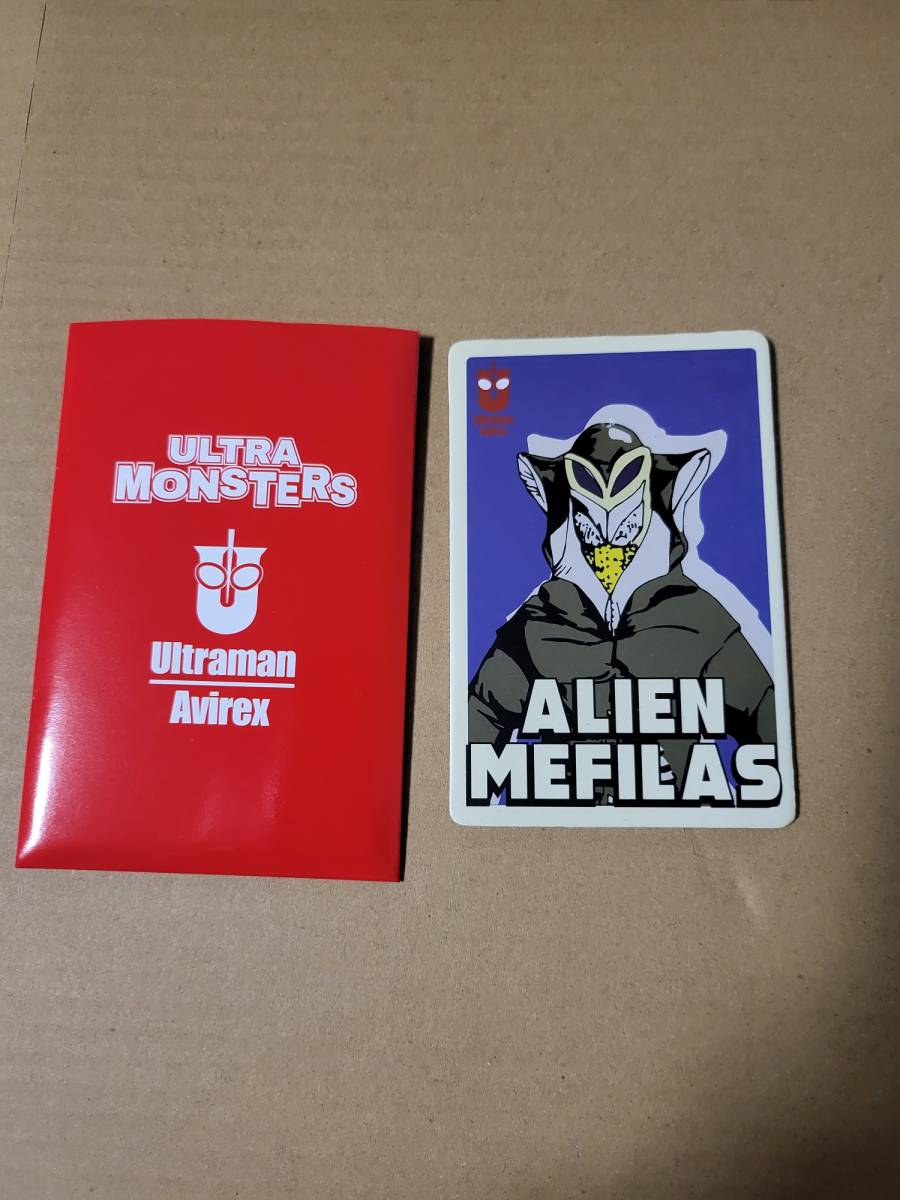 ULTRA
MONSTERS
Ultraman
Avirex
ALIEN
MEFILAS